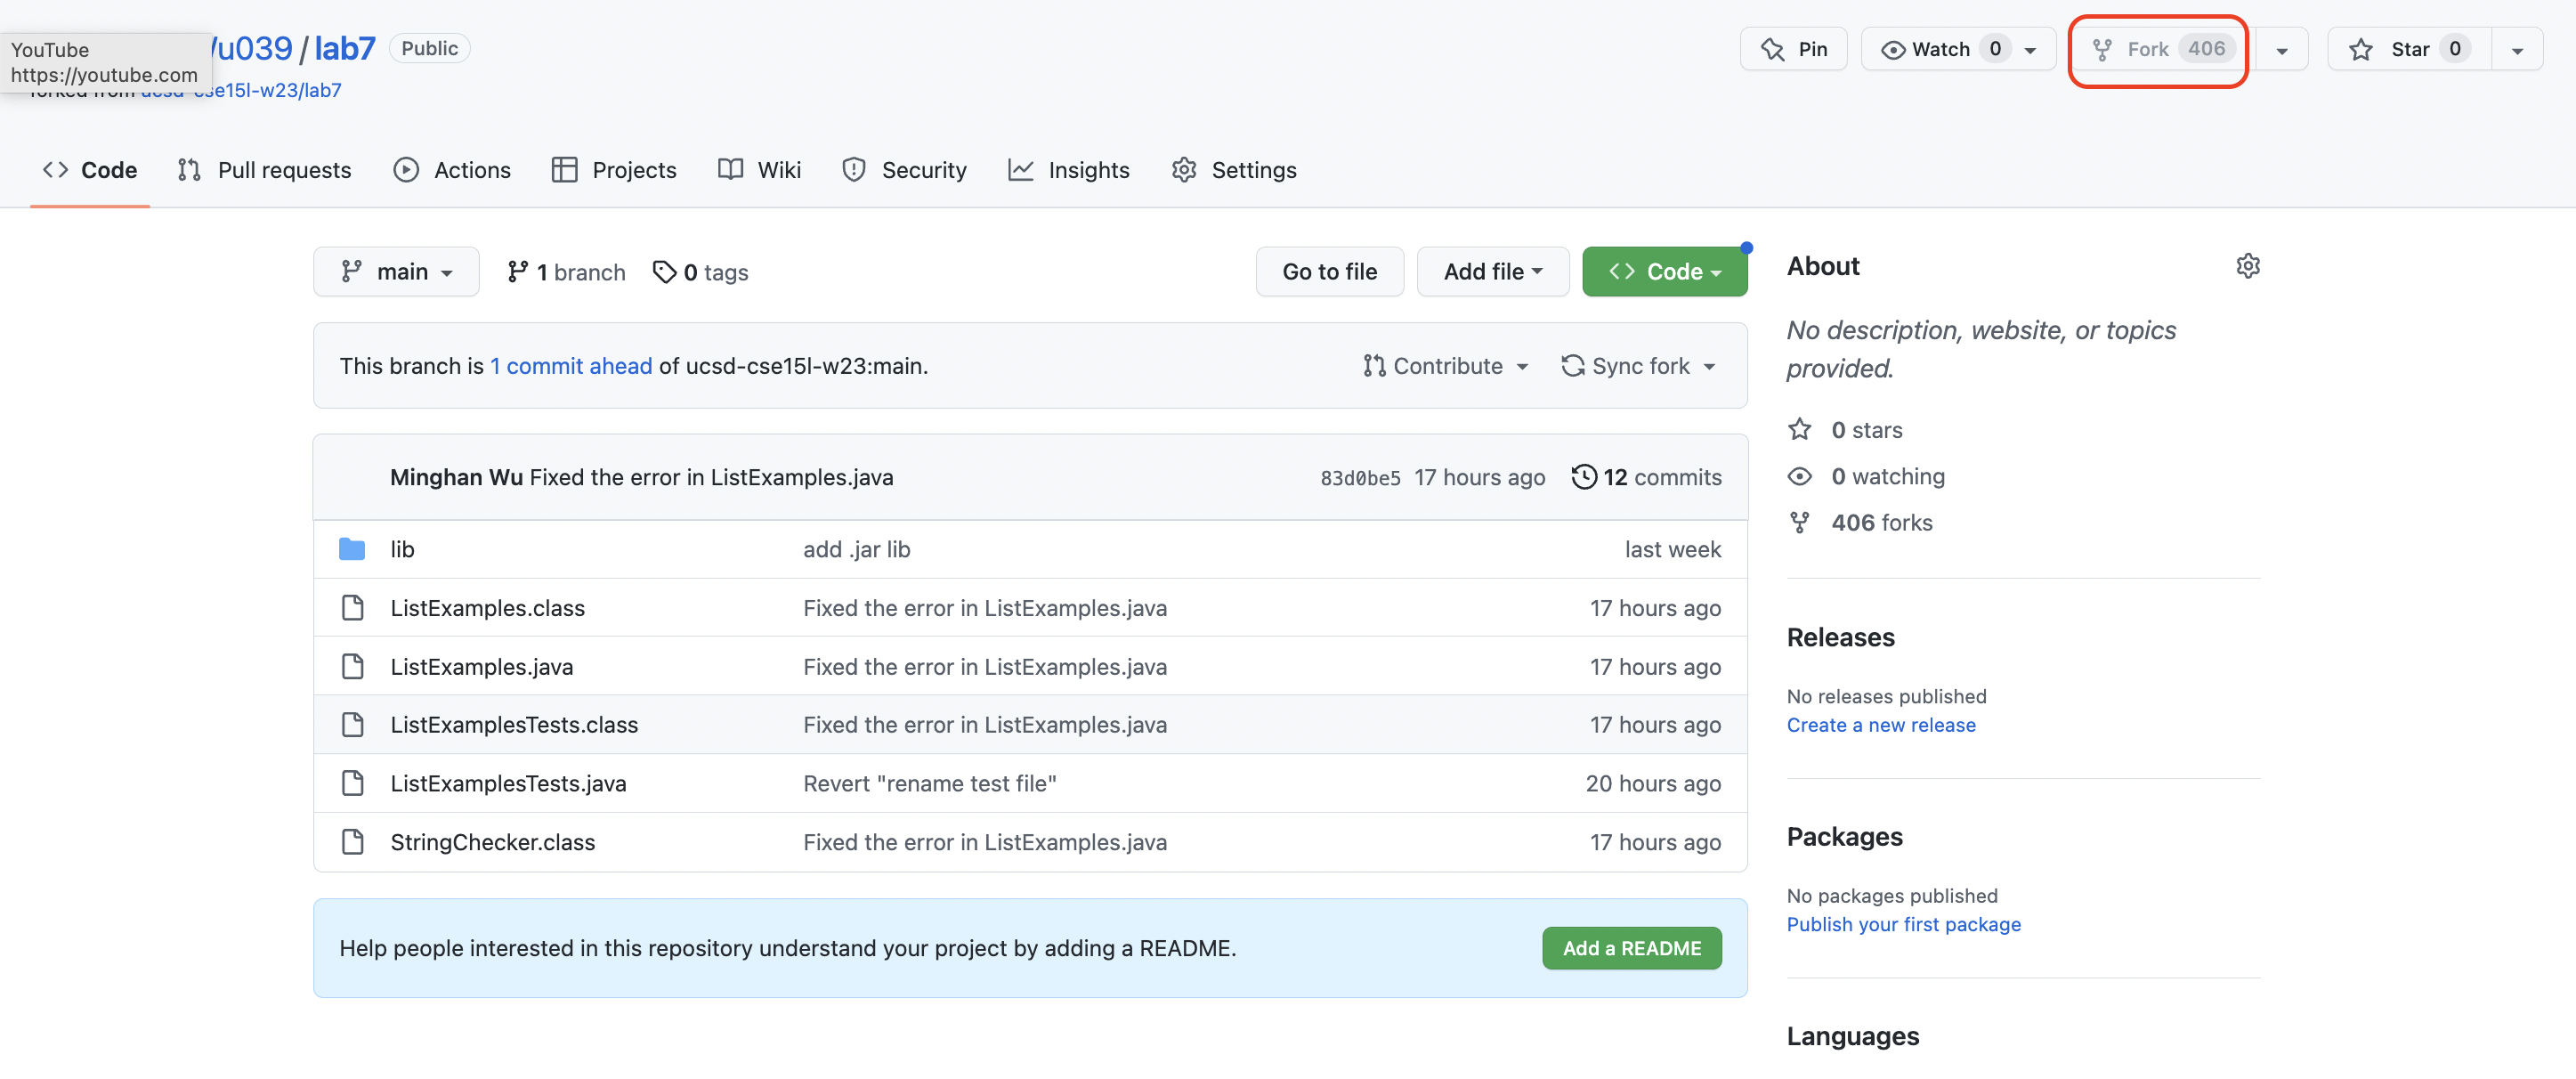 YouTube
https://youtube.com
u039 / lab7 Public
forked from ucsd-cse15l-w23/lab7
Pin
Watch 0
Fork 406
Star 0
Code
Pull requests
Actions
Projects
Wiki
Security
Insights
Settings
main
1 branch
0 tags
Go to file
Add file
Code
This branch is 1 commit ahead of ucsd-cse15l-w23:main.
Contribute
Sync fork
Minghan Wu Fixed the error in ListExamples.java 83d0be5 17 hours ago 12 commits
lib add .jar lib last week
ListExamples.class Fixed the error in ListExamples.java 17 hours ago
ListExamples.java Fixed the error in ListExamples.java 17 hours ago
ListExamplesTests.class Fixed the error in ListExamples.java 17 hours ago
ListExamplesTests.java Revert "rename test file" 20 hours ago
StringChecker.class Fixed the error in ListExamples.java 17 hours ago
Help people interested in this repository understand your project by adding a README.
Add a README
About
No description, website, or topics
provided.
0 stars
0 watching
406 forks
Releases
No releases published
Create a new release
Packages
No packages published
Publish your first package
Languages